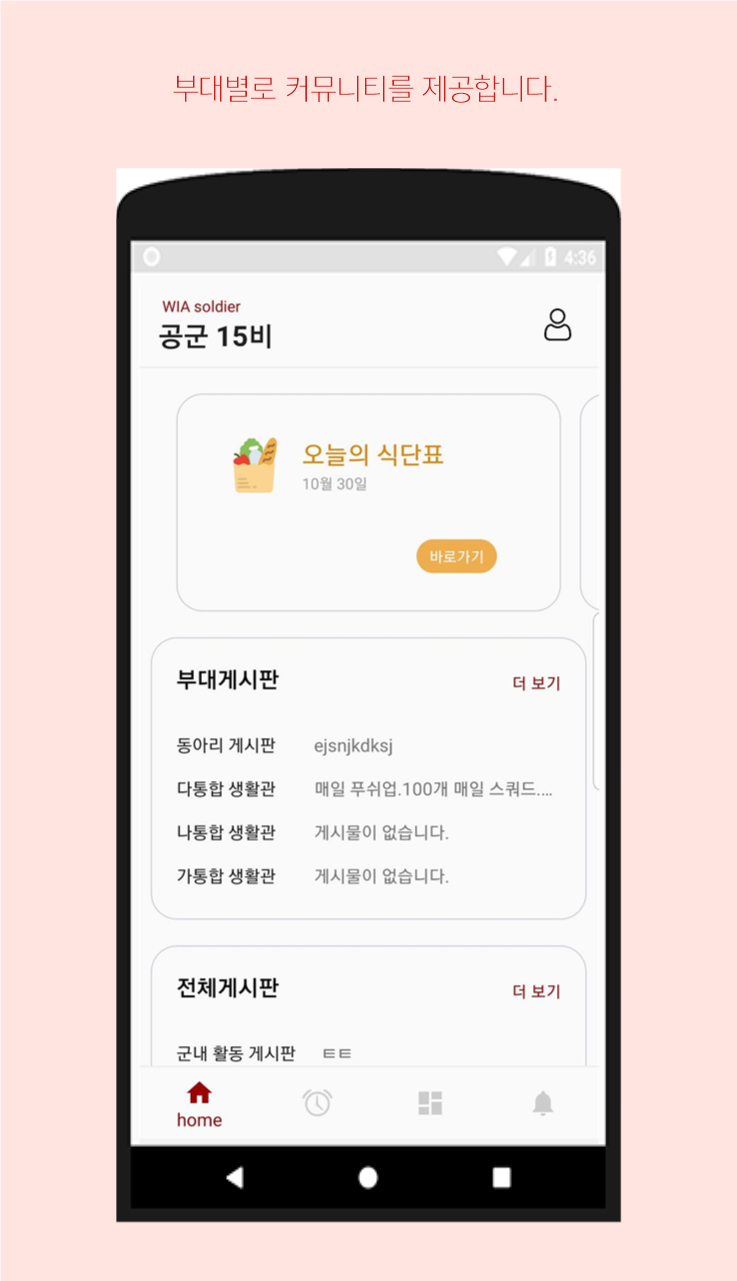 부대별로 커뮤니티를 제공합니다.
4:36
WIA soldier
공군 15비
오늘의 식단표
10월 30일
바로가기
부대게시판 더 보기
동아리 게시판 ejsnjkdksj
다통합 생활관 매일 푸쉬업.100개 매일 스쿼드....
나통합 생활관 게시물이 없습니다.
가통합 생활관 게시물이 없습니다.
전체게시판 더 보기
군내 활동 게시판 ㅌㅌ
home